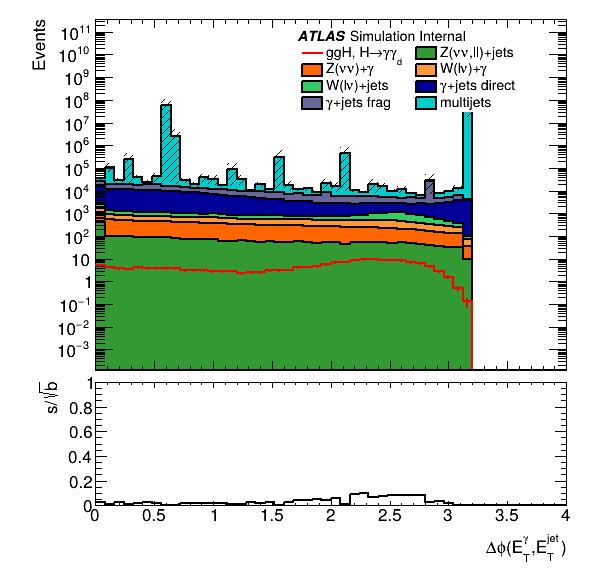 Events
ATLAS Simulation Internal
ggH, H→γγ_d Z(νν,ll)+jets
Z(νν)+γ W(lν)+γ
W(lν)+jets γ+jets direct
γ+jets frag multijets
10^11
10^10
10^9
10^8
10^7
10^6
10^5
10^4
10^3
10^2
10
1
10^−1
10^−2
10^−3
s/√b
1
0.8
0.6
0.4
0.2
0
0 0.5 1 1.5 2 2.5 3 3.5 4
Δϕ(E_T^γ,E_T^jet)